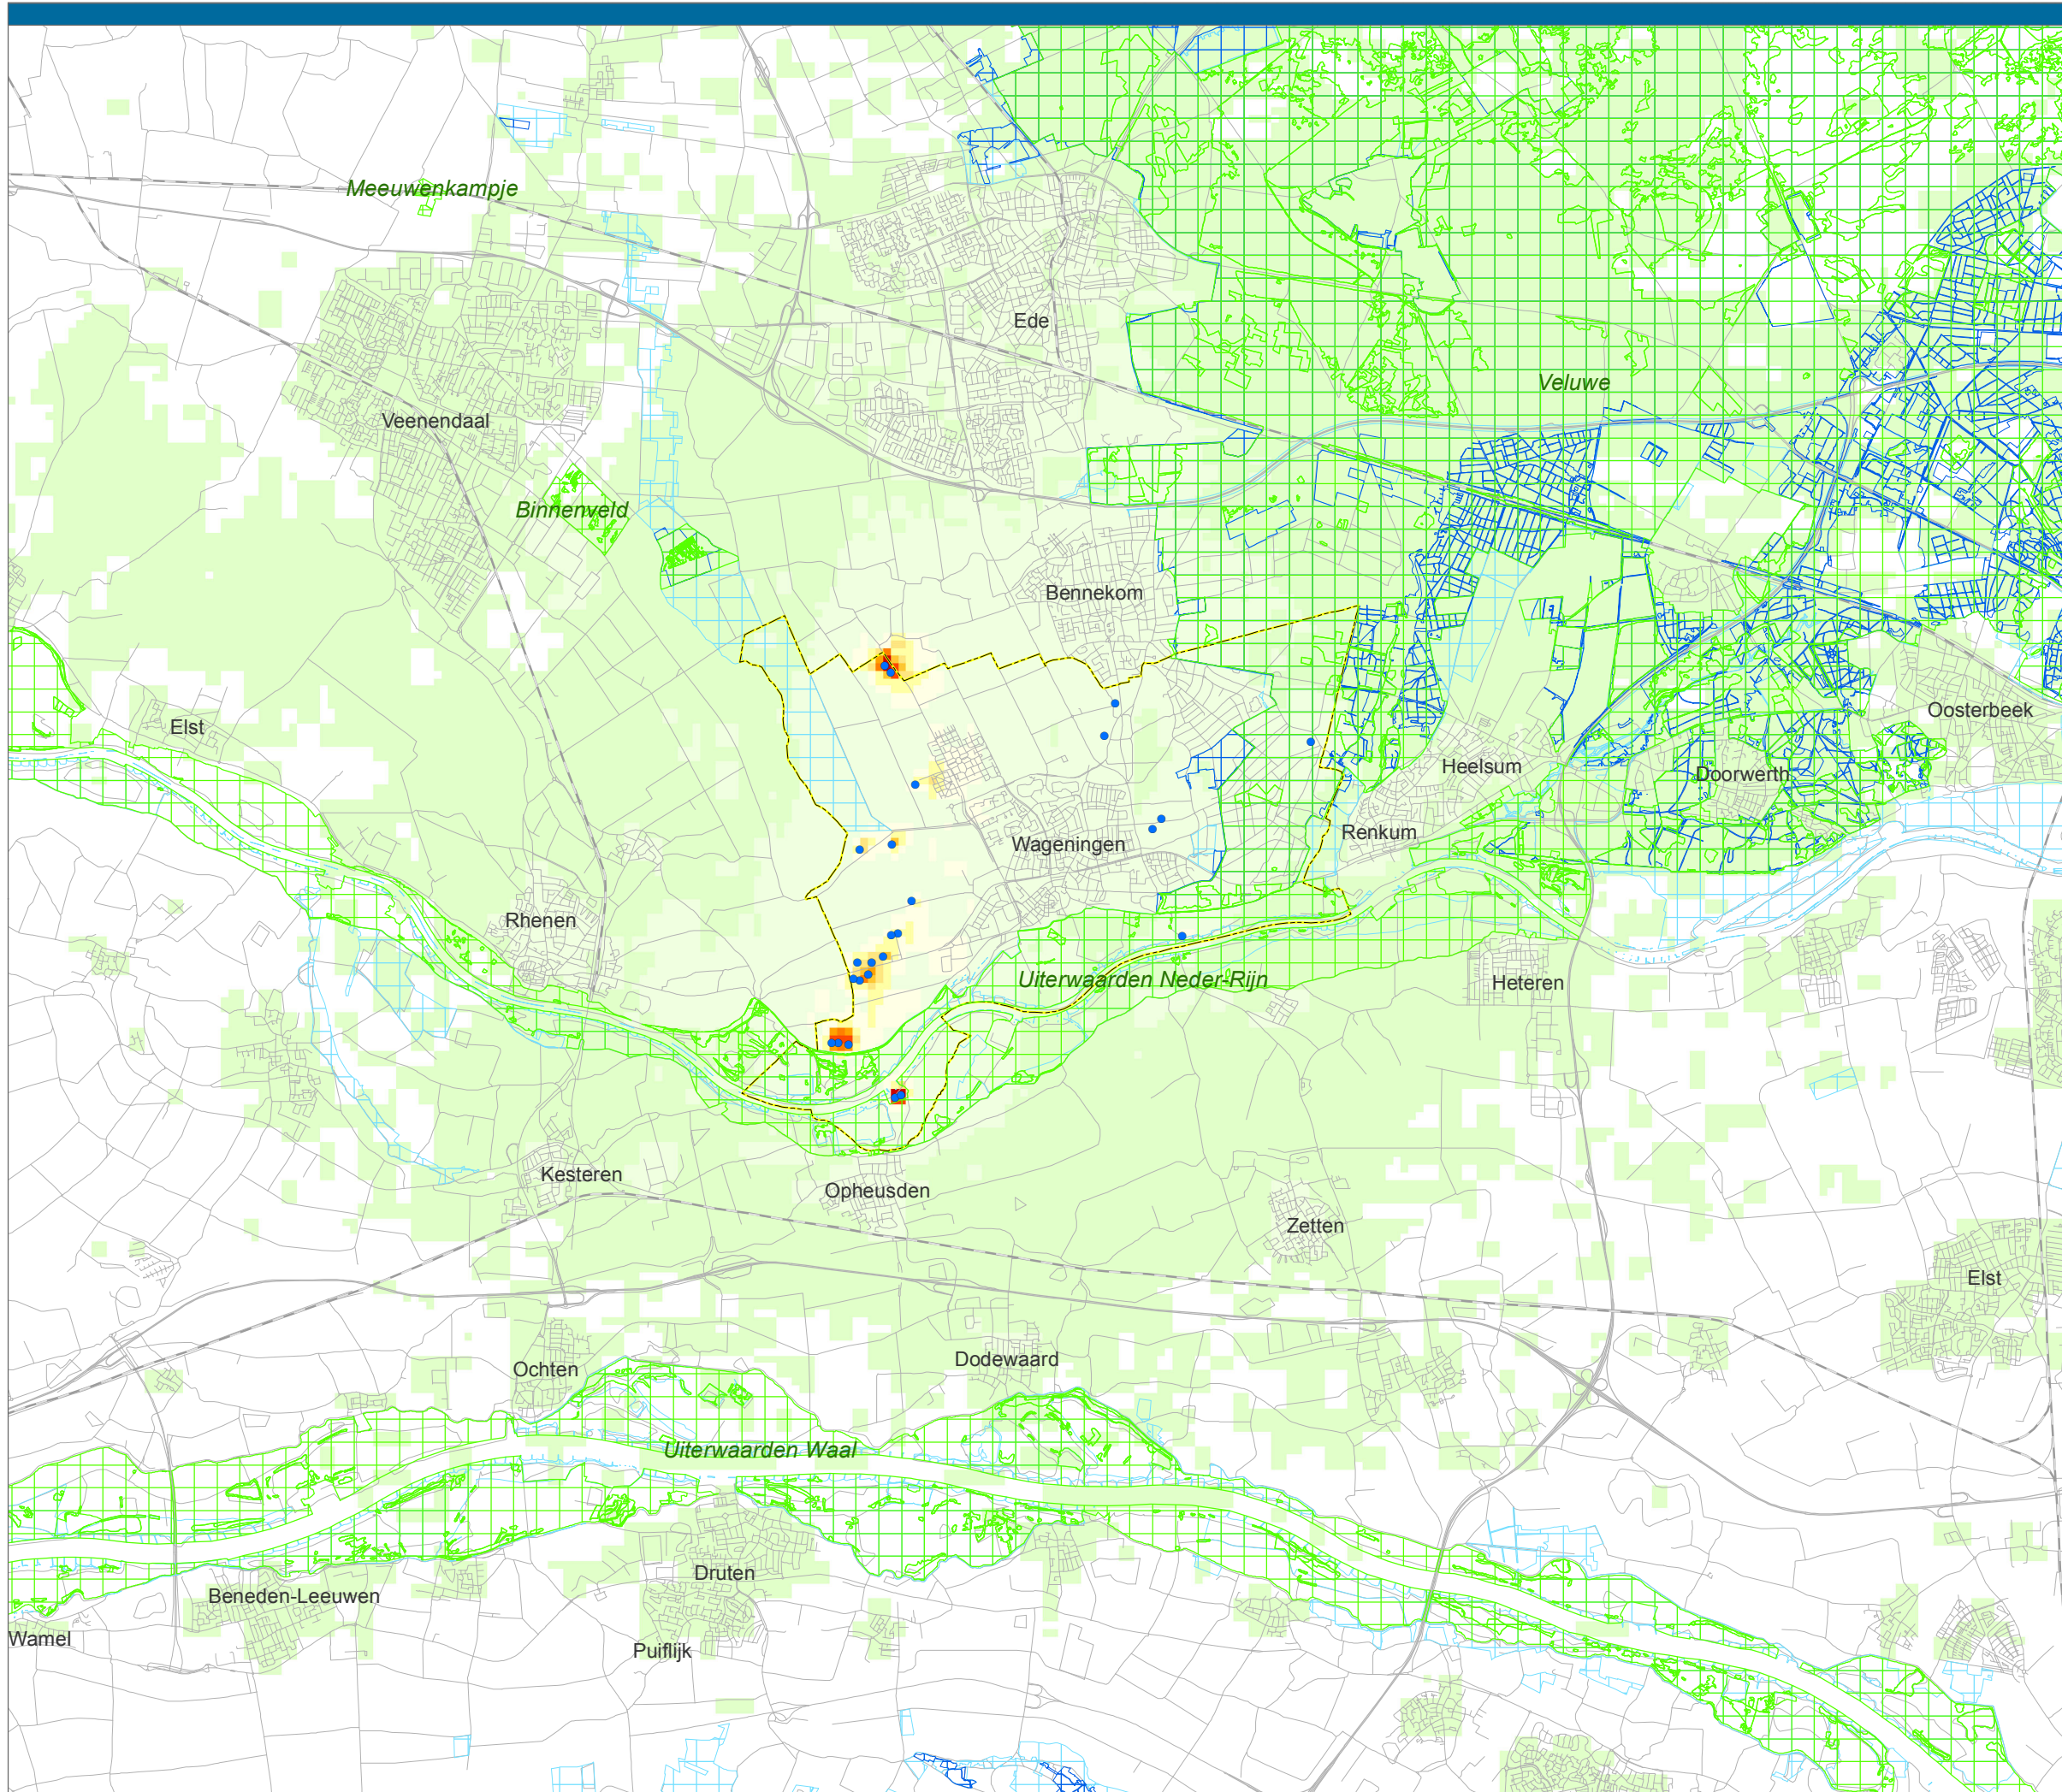 Meeuwenkampje
Ede
Veluwe
Veenendaal
Binnenveld
Bennekom
Elst
Oosterbeek
Heelsum
Doorwerth
Renkum
Wageningen
Rhenen
Uiterwaarden Neder-Rijn
Heteren
Kesteren
Opheusden
Zetten
Elst
Dodewaard
Ochten
Uiterwaarden Waal
Druten
Beneden-Leeuwen
Wamel
Puiflijk